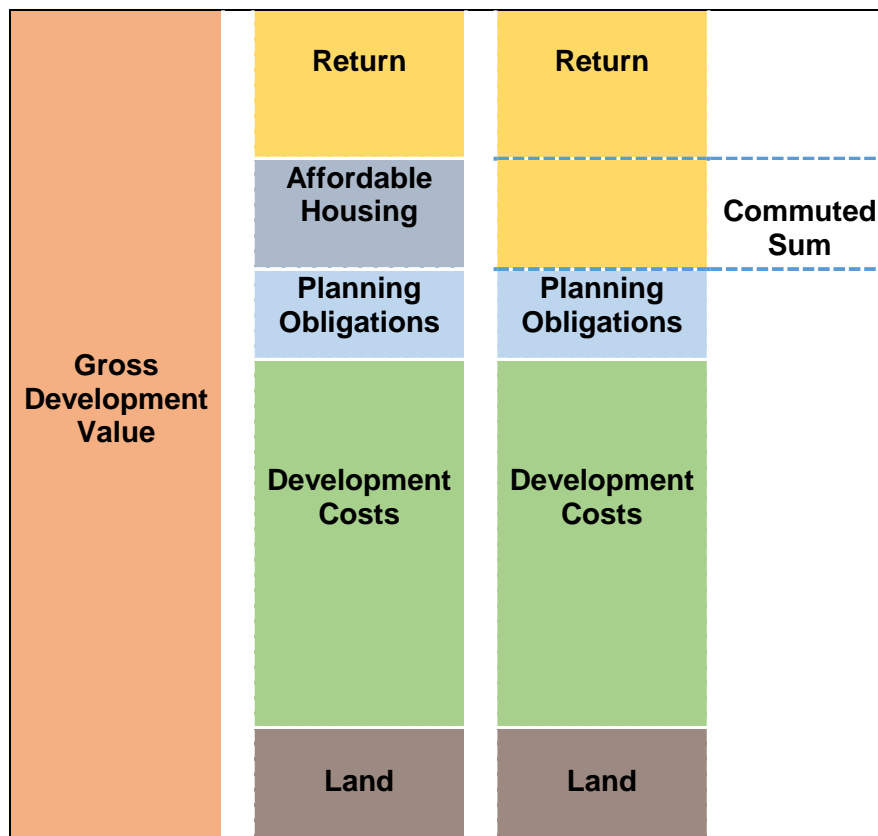 Gross
Development
Value
Return
Affordable
Housing
Planning
Obligations
Development
Costs
Land
Return
Planning
Obligations
Development
Costs
Land
Commuted
Sum